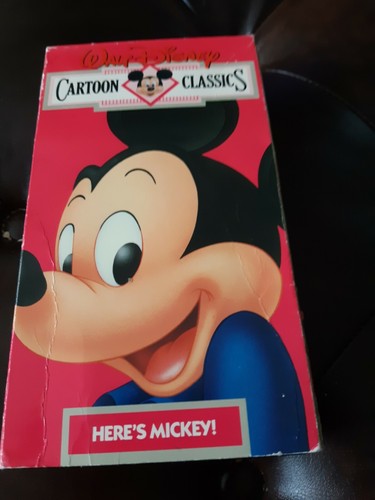 Walt Disney
CARTOON CLASSICS
HERE'S MICKEY!